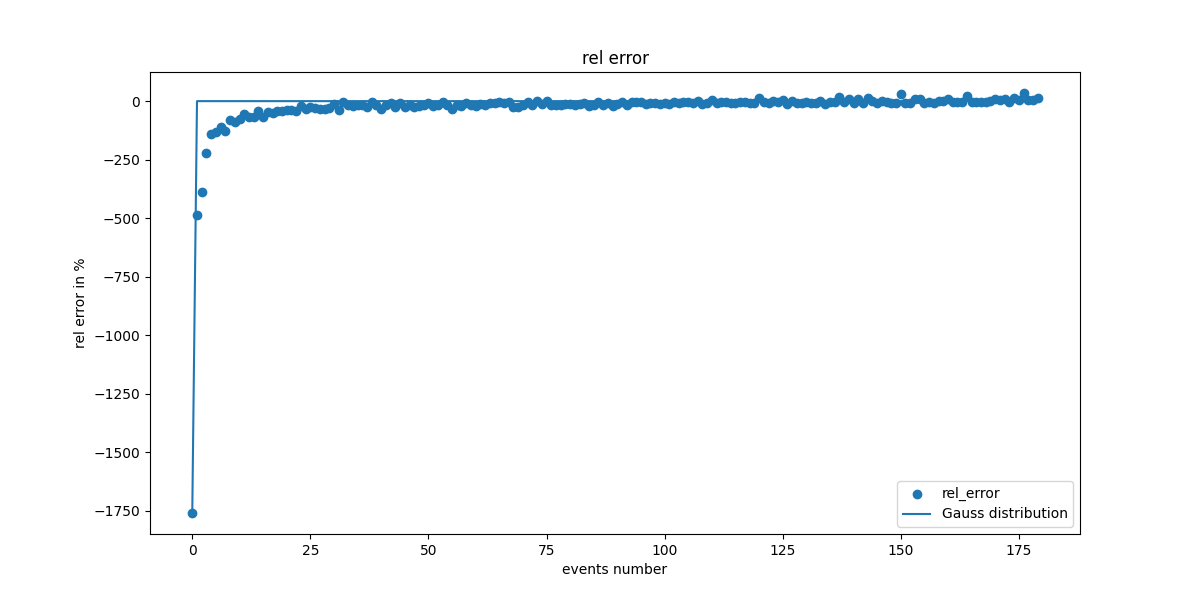 rel error
0
−250
−500
−750
−1000
−1250
−1500
−1750
rel error in %
rel_error
Gauss distribution
0 25 50 75 100 125 150 175
events number